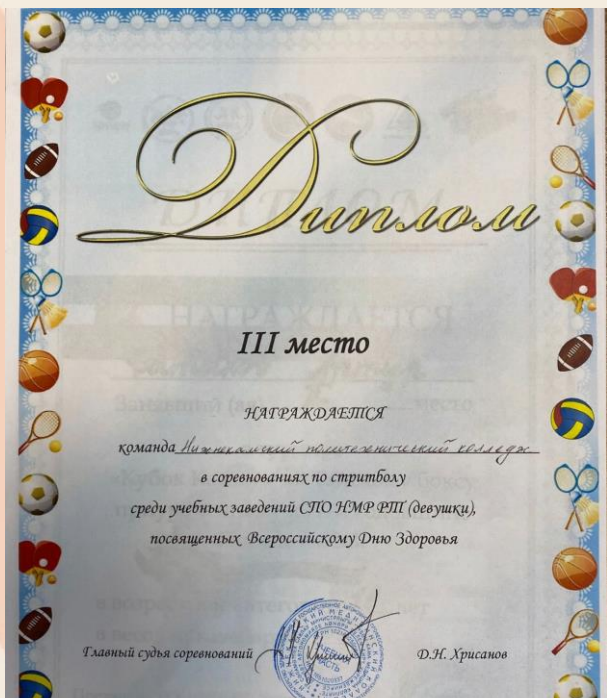 Диплом
III место
НАГРАЖДАЕТСЯ
команда Нижнекамский политехнический колледж
в соревнованиях по стритболу
среди учебных заведений СПО НМР РТ (девушки),
посвященных Всероссийскому Дню Здоровья
Главный судья соревнований Д.Н. Хрисанов